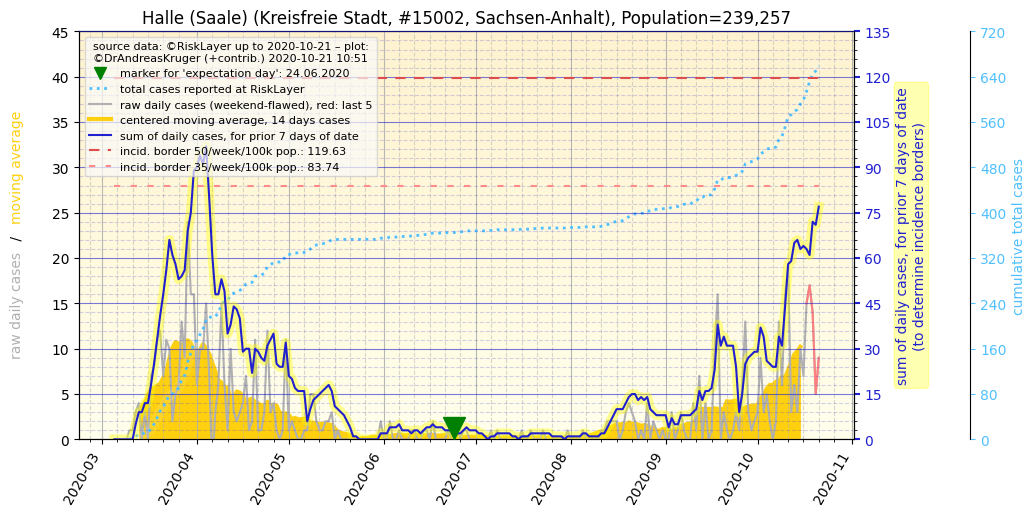 Halle (Saale) (Kreisfreie Stadt, #15002, Sachsen-Anhalt), Population=239,257
source data: ©RiskLayer up to 2020-10-21 – plot:
©DrAndreasKruger (+contrib.) 2020-10-21 10:51
marker for 'expectation day': 24.06.2020
total cases reported at RiskLayer
raw daily cases (weekend-flawed), red: last 5
centered moving average, 14 days cases
sum of daily cases, for prior 7 days of date
incid. border 50/week/100k pop.: 119.63
incid. border 35/week/100k pop.: 83.74
raw daily cases / moving average
45
40
35
30
25
20
15
10
5
0
2020-03
2020-04
2020-05
2020-06
2020-07
2020-08
2020-09
2020-10
2020-11
135
120
105
90
75
60
45
30
15
0
sum of daily cases, for prior 7 days of date
(to determine incidence borders)
720
640
560
480
400
320
240
160
80
0
cumulative total cases